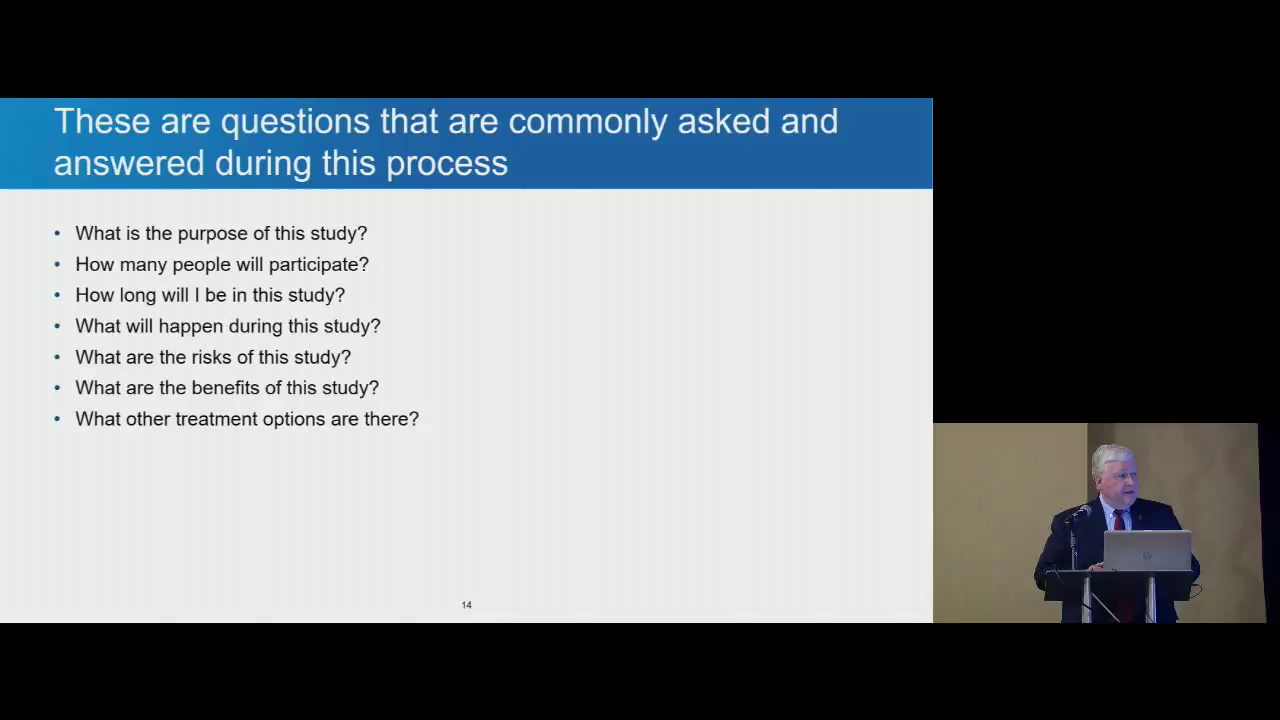 These are questions that are commonly asked and
answered during this process
• What is the purpose of this study?
• How many people will participate?
• How long will I be in this study?
• What will happen during this study?
• What are the risks of this study?
• What are the benefits of this study?
• What other treatment options are there?
14